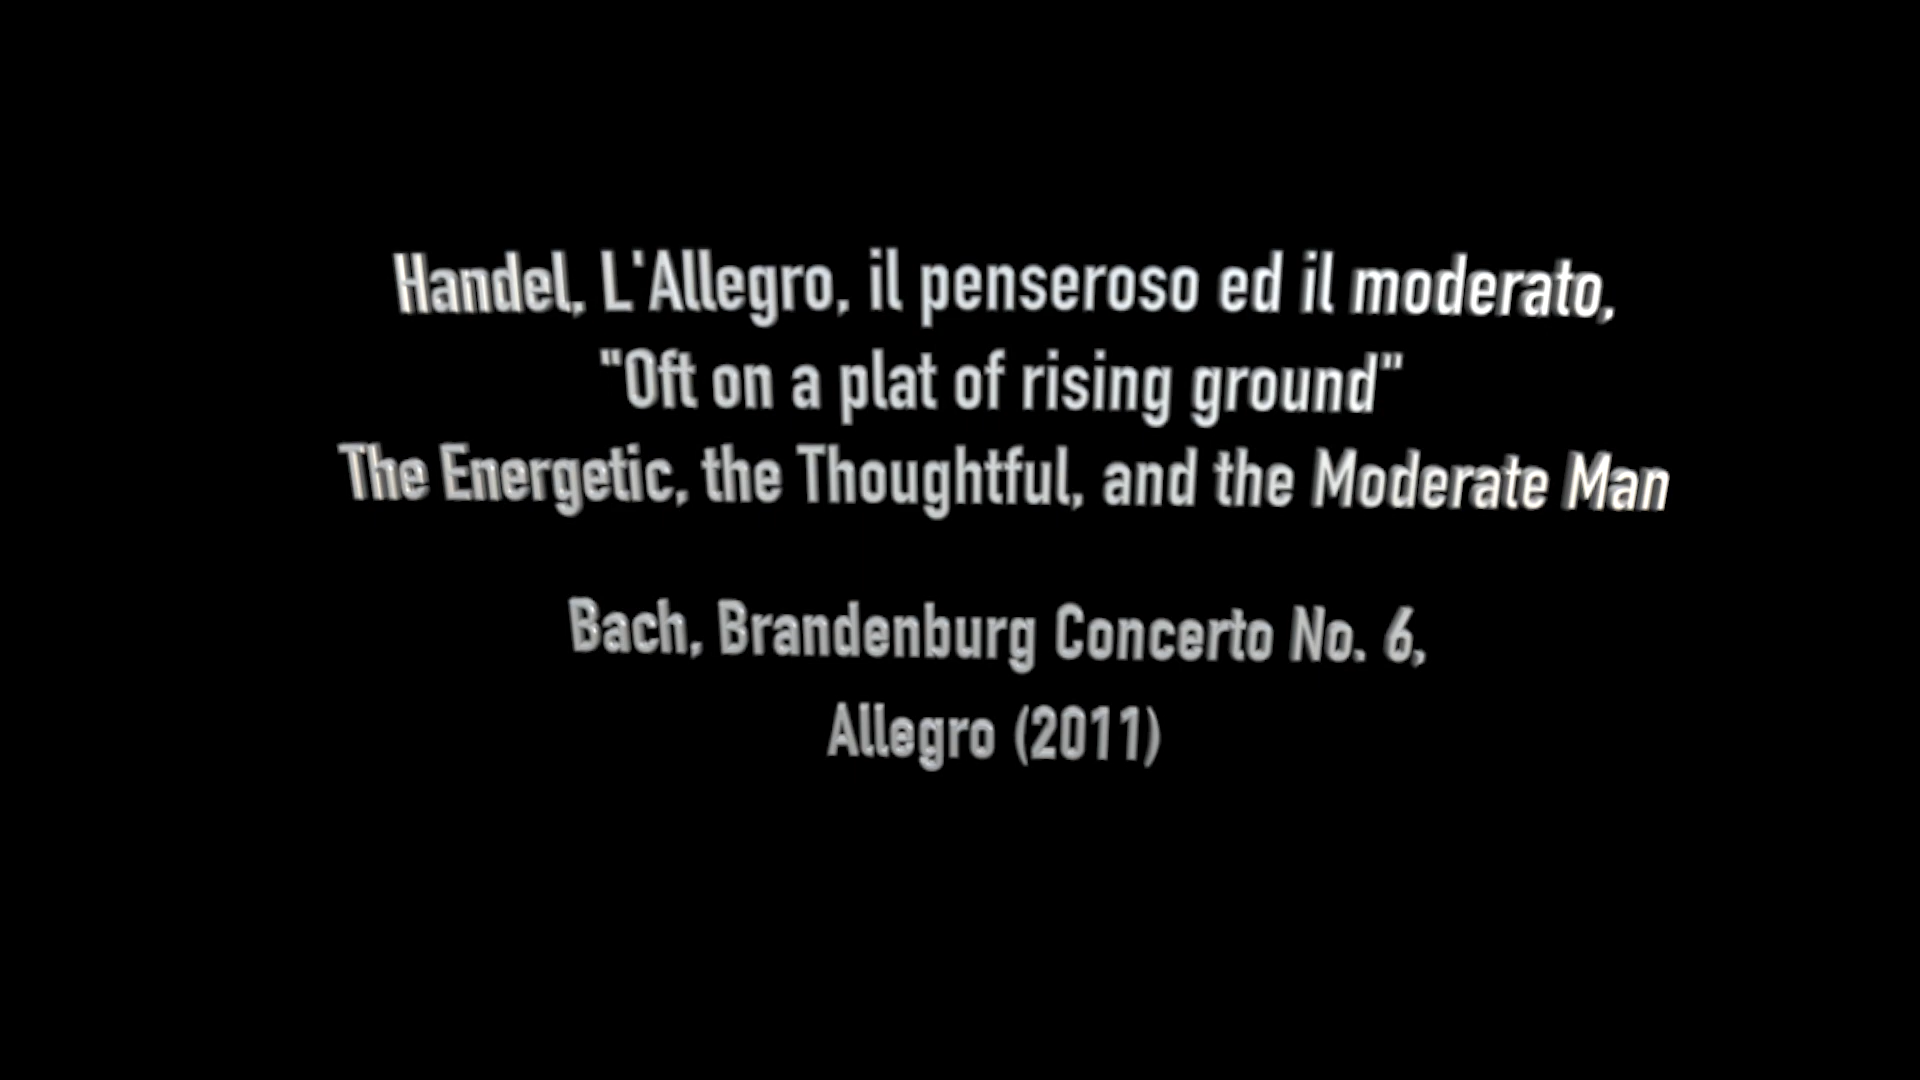 Handel, L'Allegro, il penseroso ed il moderato,
"Oft on a plat of rising ground"
The Energetic, the Thoughtful, and the Moderate Man
Bach, Brandenburg Concerto No. 6,
Allegro (2011)